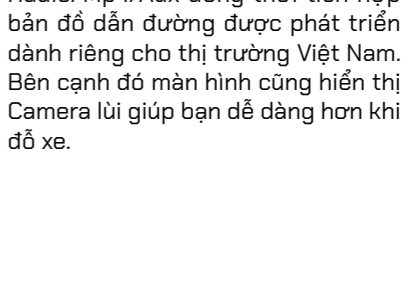 bản đồ dẫn đường được phát triển
dành riêng cho thị trường Việt Nam.
Bên cạnh đó màn hình cũng hiển thị
Camera lùi giúp bạn dễ dàng hơn khi
đỗ xe.